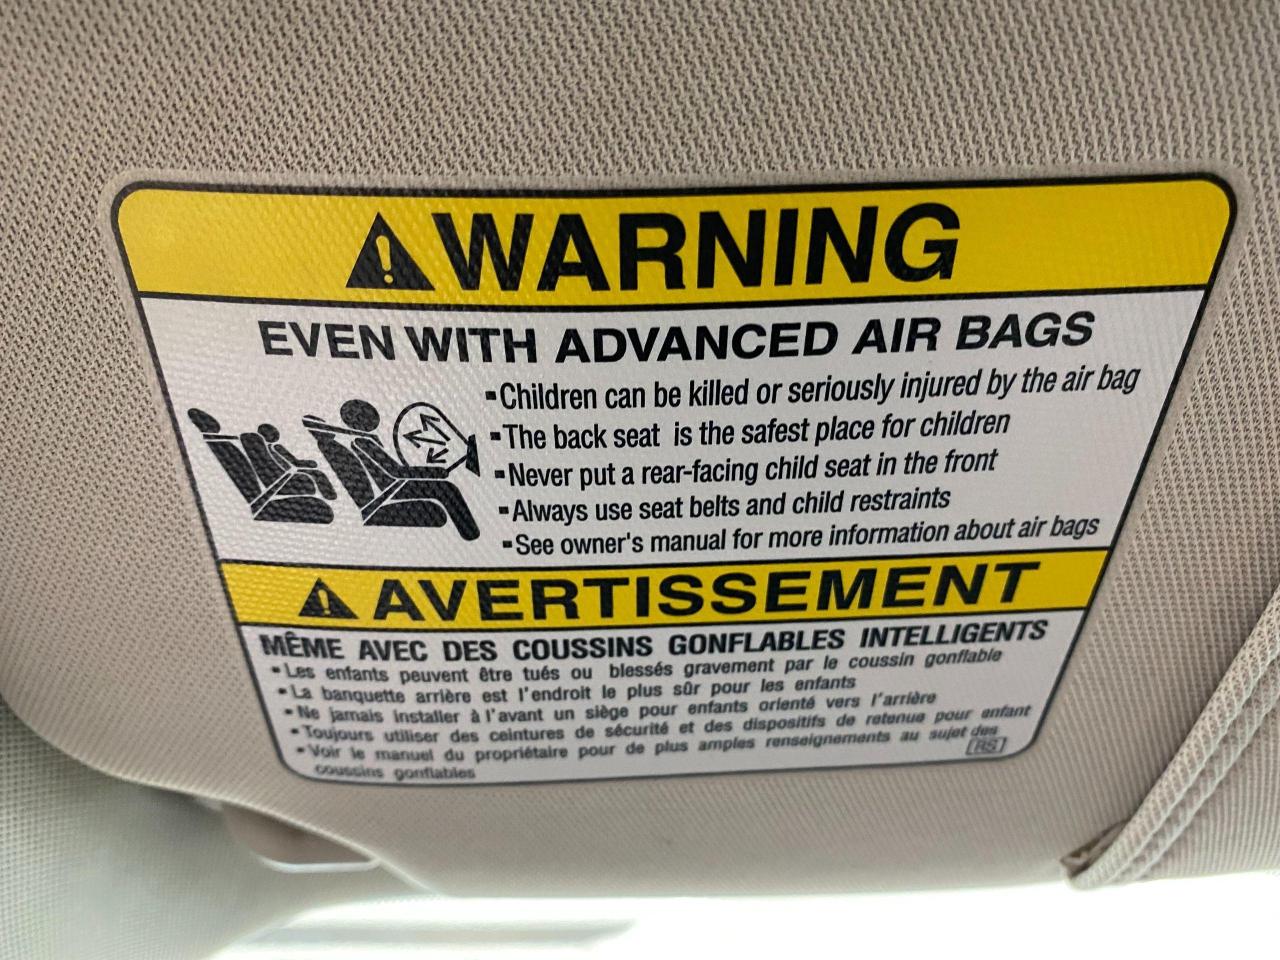 ⚠WARNING
EVEN WITH ADVANCED AIR BAGS
▪Children can be killed or seriously injured by the air bag
▪The back seat is the safest place for children
▪Never put a rear-facing child seat in the front
▪Always use seat belts and child restraints
▪See owner's manual for more information about air bags
⚠AVERTISSEMENT
MÊME AVEC DES COUSSINS GONFLABLES INTELLIGENTS
▪Les enfants peuvent être tués ou blessés gravement par le coussin gonflable
▪La banquette arrière est l'endroit le plus sûr pour les enfants
▪Ne jamais installer à l'avant un siège pour enfants orienté vers l'arrière
▪Toujours utiliser des ceintures de sécurité et des dispositifs de retenue pour enfant
▪Voir le manuel du propriétaire pour de plus amples renseignements au sujet des
coussins gonflables
RS